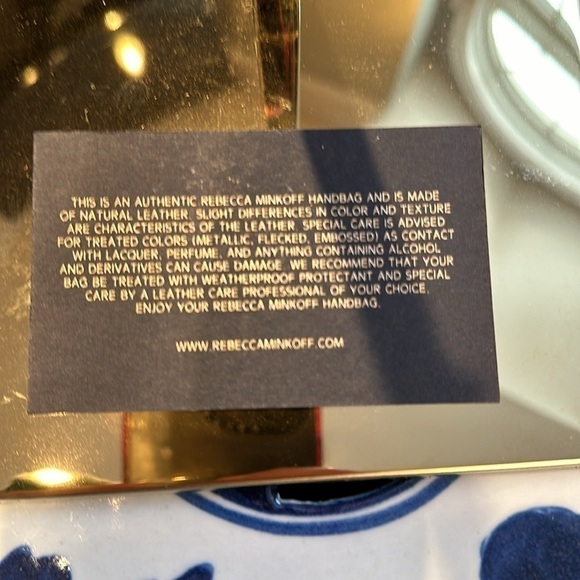 THIS IS AN AUTHENTIC REBECCA MINKOFF HANDBAG AND IS MADE
OF NATURAL LEATHER. SLIGHT DIFFERENCES IN COLOR AND TEXTURE
ARE CHARACTERISTICS OF THE LEATHER. SPECIAL CARE IS ADVISED
FOR TREATED COLORS (METALLIC, FLECKED, EMBOSSED) AS CONTACT
WITH LACQUER, PERFUME, AND ANYTHING CONTAINING ALCOHOL
AND DERIVATIVES CAN CAUSE DAMAGE. WE RECOMMEND THAT YOUR
BAG BE TREATED WITH WEATHERPROOF PROTECTANT AND SPECIAL
CARE BY A LEATHER CARE PROFESSIONAL OF YOUR CHOICE.
ENJOY YOUR REBECCA MINKOFF HANDBAG.
WWW.REBECCAMINKOFF.COM